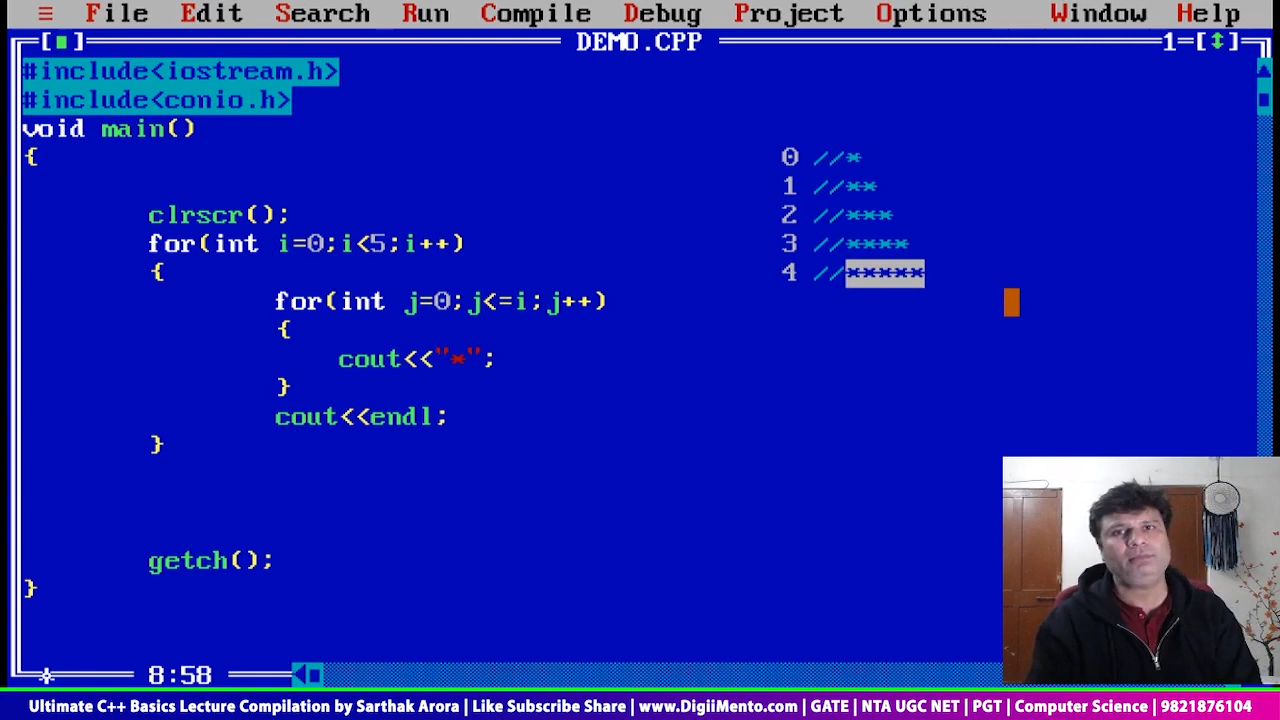 ≡ File Edit Search Run Compile Debug Project Options Window Help
DEMO.CPP 1
#include<iostream.h>
#include<conio.h>
void main()
{ 0 //*
1 //**
clrscr(); 2 //***
for(int i=0;i<5;i++) 3 //****
{ 4 //*****
for(int j=0;j<=i;j++)
{
cout<<"*";
}
cout<<endl;
}
getch();
}
8:58
Ultimate C++ Basics Lecture Compilation by Sarthak Arora | Like Subscribe Share | www.DigiiMento.com | GATE | NTA UGC NET | PGT | Computer Science | 9821876104